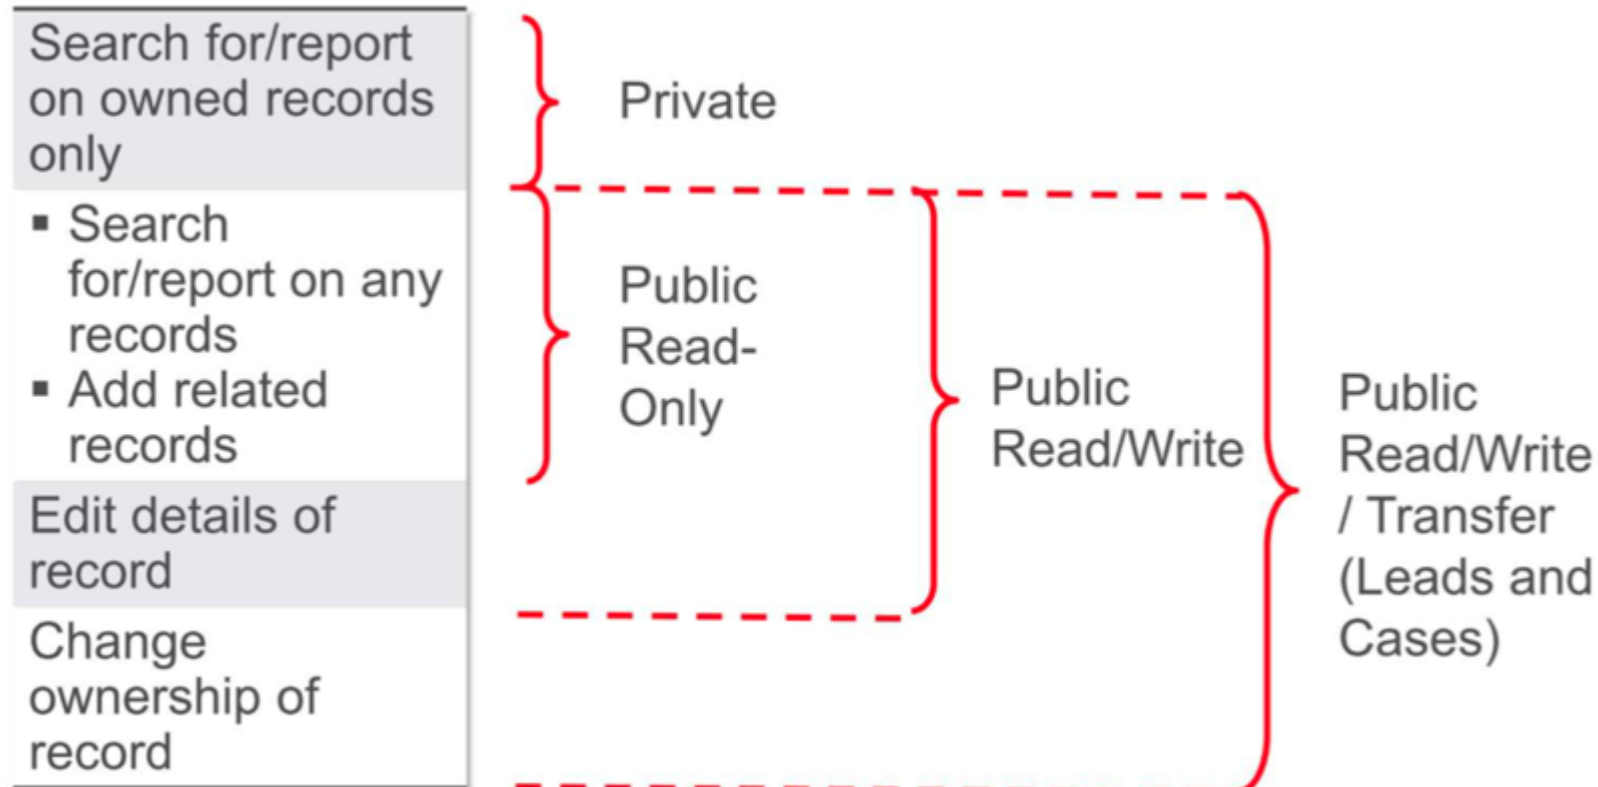 Search for/report
on owned records
only
▪ Search
for/report on any
records
▪ Add related
records
Edit details of
record
Change
ownership of
record
Private
Public
Read-
Only
Public
Read/Write
Public
Read/Write
/ Transfer
(Leads and
Cases)